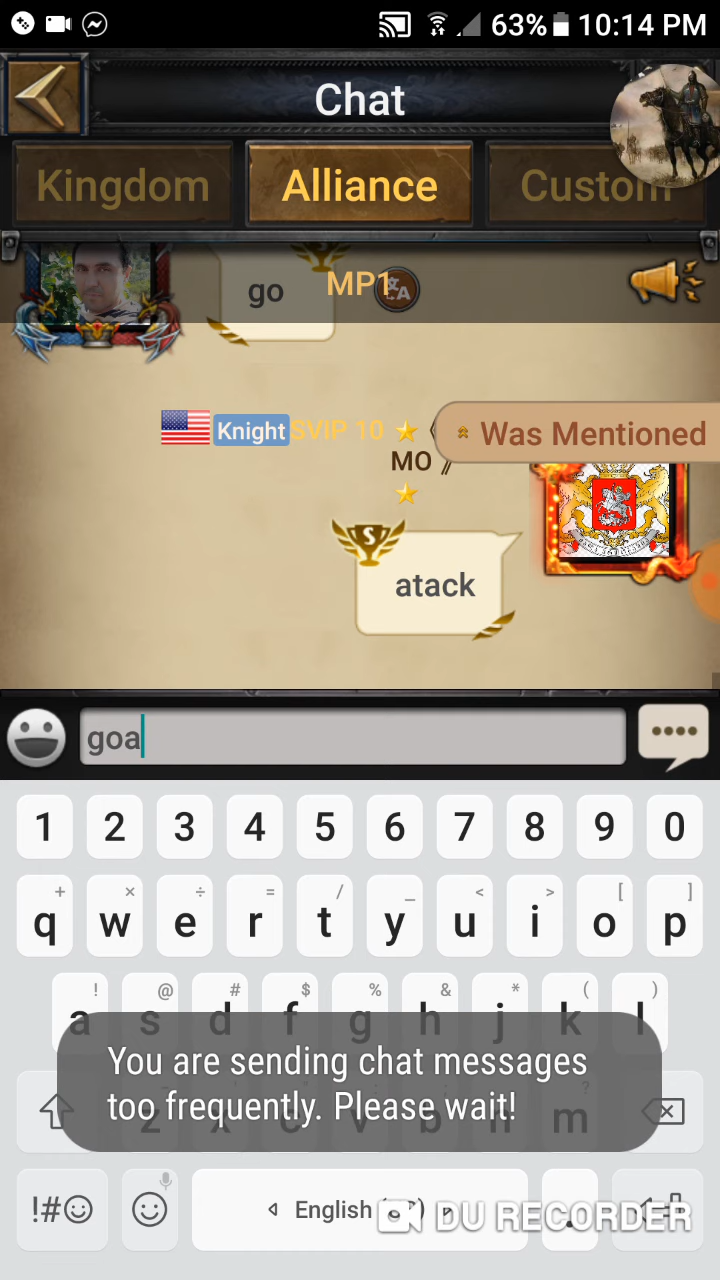 63% 10:14 PM
Chat
Kingdom Alliance Custom
go MP1
Knight SVIP 10
Was Mentioned
MO
S
atack
goa
1 2 3 4 5 6 7 8 9 0
+ × ÷ = / _ < > [ ]
q w e r t y u i o p
! @ # $ % & * ( )
a s d f g h j k l
You are sending chat messages
too frequently. Please wait!
z x c v b n m ?
!#
English
DU RECORDER